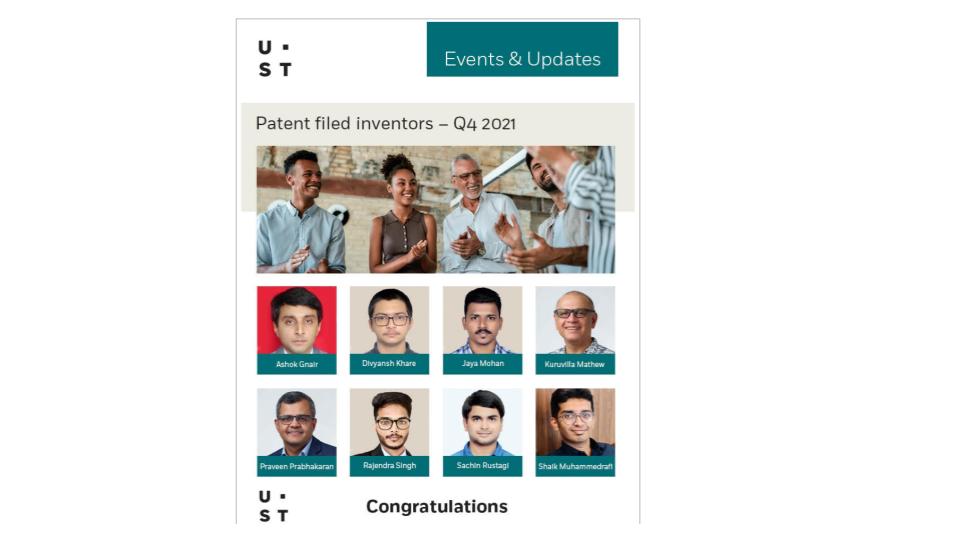 U ·
S T
Events & Updates
Patent filed inventors – Q4 2021
Ashok Gnair
Divyansh Khare
Jaya Mohan
Kuruvilla Mathew
Praveen Prabhakaran
Rajendra Singh
Sachin Rustagi
Shaik Muhammedrafi
U ·
S T
Congratulations